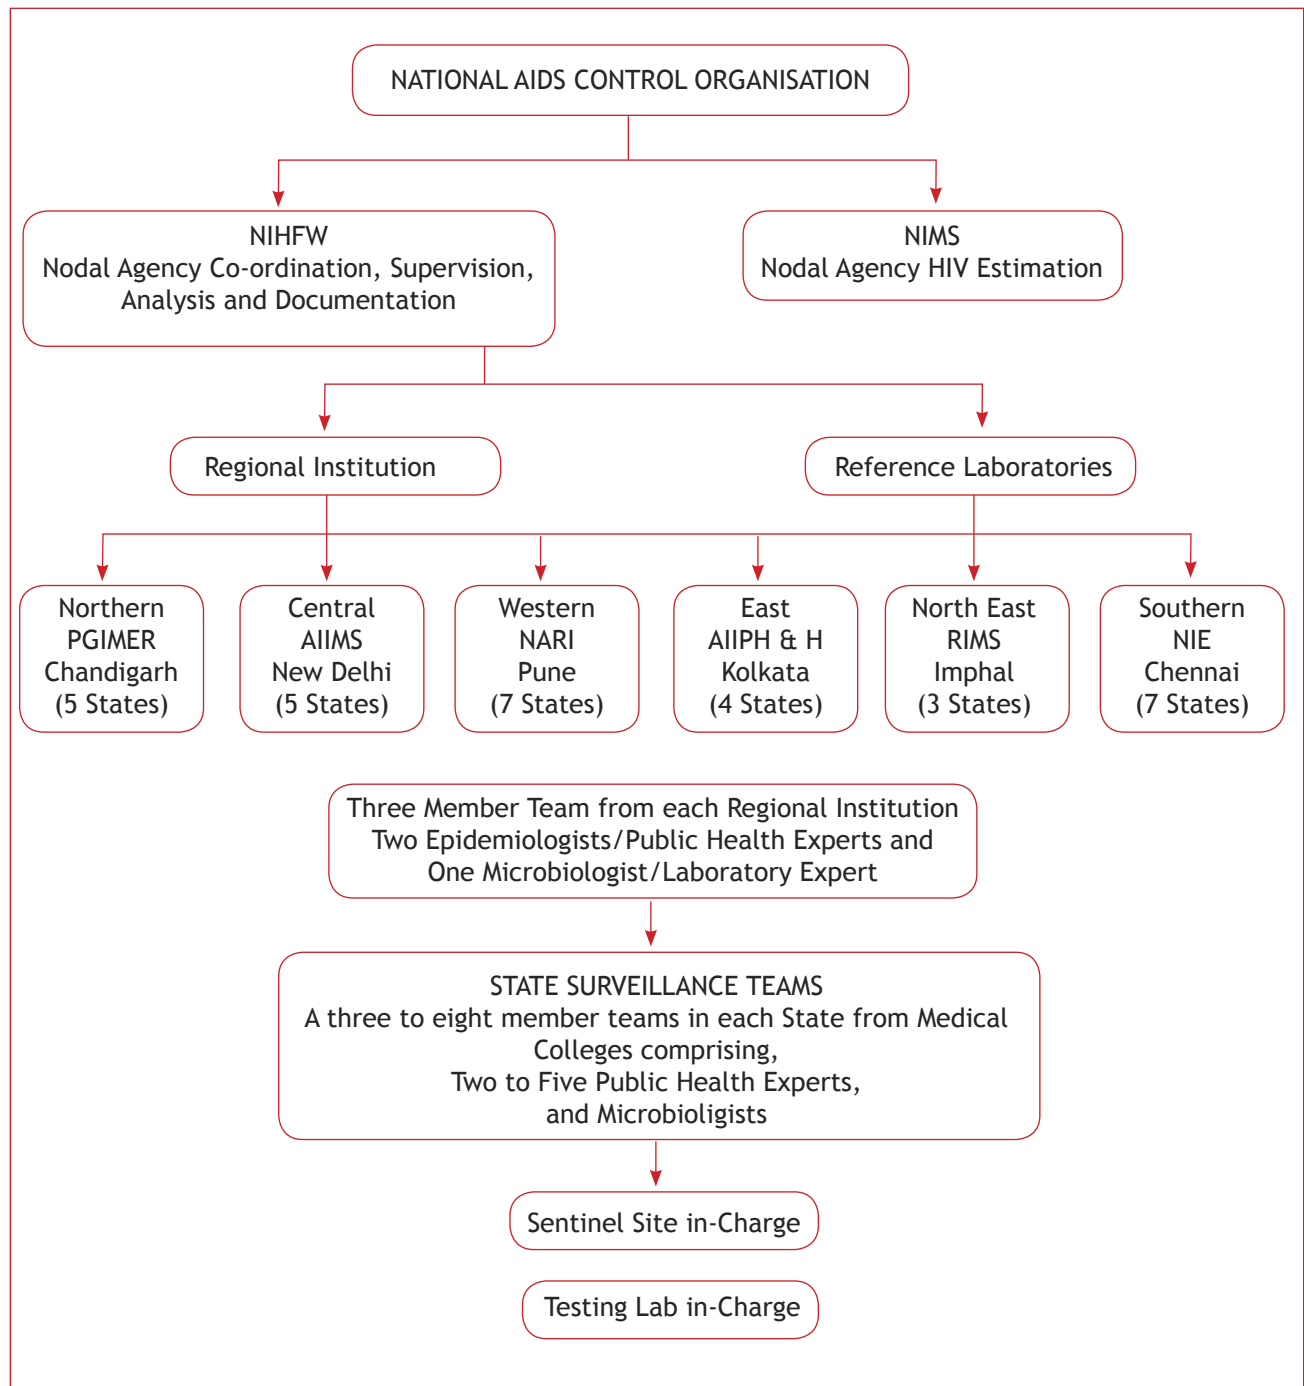 NATIONAL AIDS CONTROL ORGANISATION
NIHFW
Nodal Agency Co-ordination, Supervision,
Analysis and Documentation
NIMS
Nodal Agency HIV Estimation
Regional Institution
Reference Laboratories
Northern
PGIMER
Chandigarh
(5 States)
Central
AIIMS
New Delhi
(5 States)
Western
NARI
Pune
(7 States)
East
AIIPH & H
Kolkata
(4 States)
North East
RIMS
Imphal
(3 States)
Southern
NIE
Chennai
(7 States)
Three Member Team from each Regional Institution
Two Epidemiologists/Public Health Experts and
One Microbiologist/Laboratory Expert
STATE SURVEILLANCE TEAMS
A three to eight member teams in each State from Medical
Colleges comprising,
Two to Five Public Health Experts,
and Microbioligists
Sentinel Site in-Charge
Testing Lab in-Charge